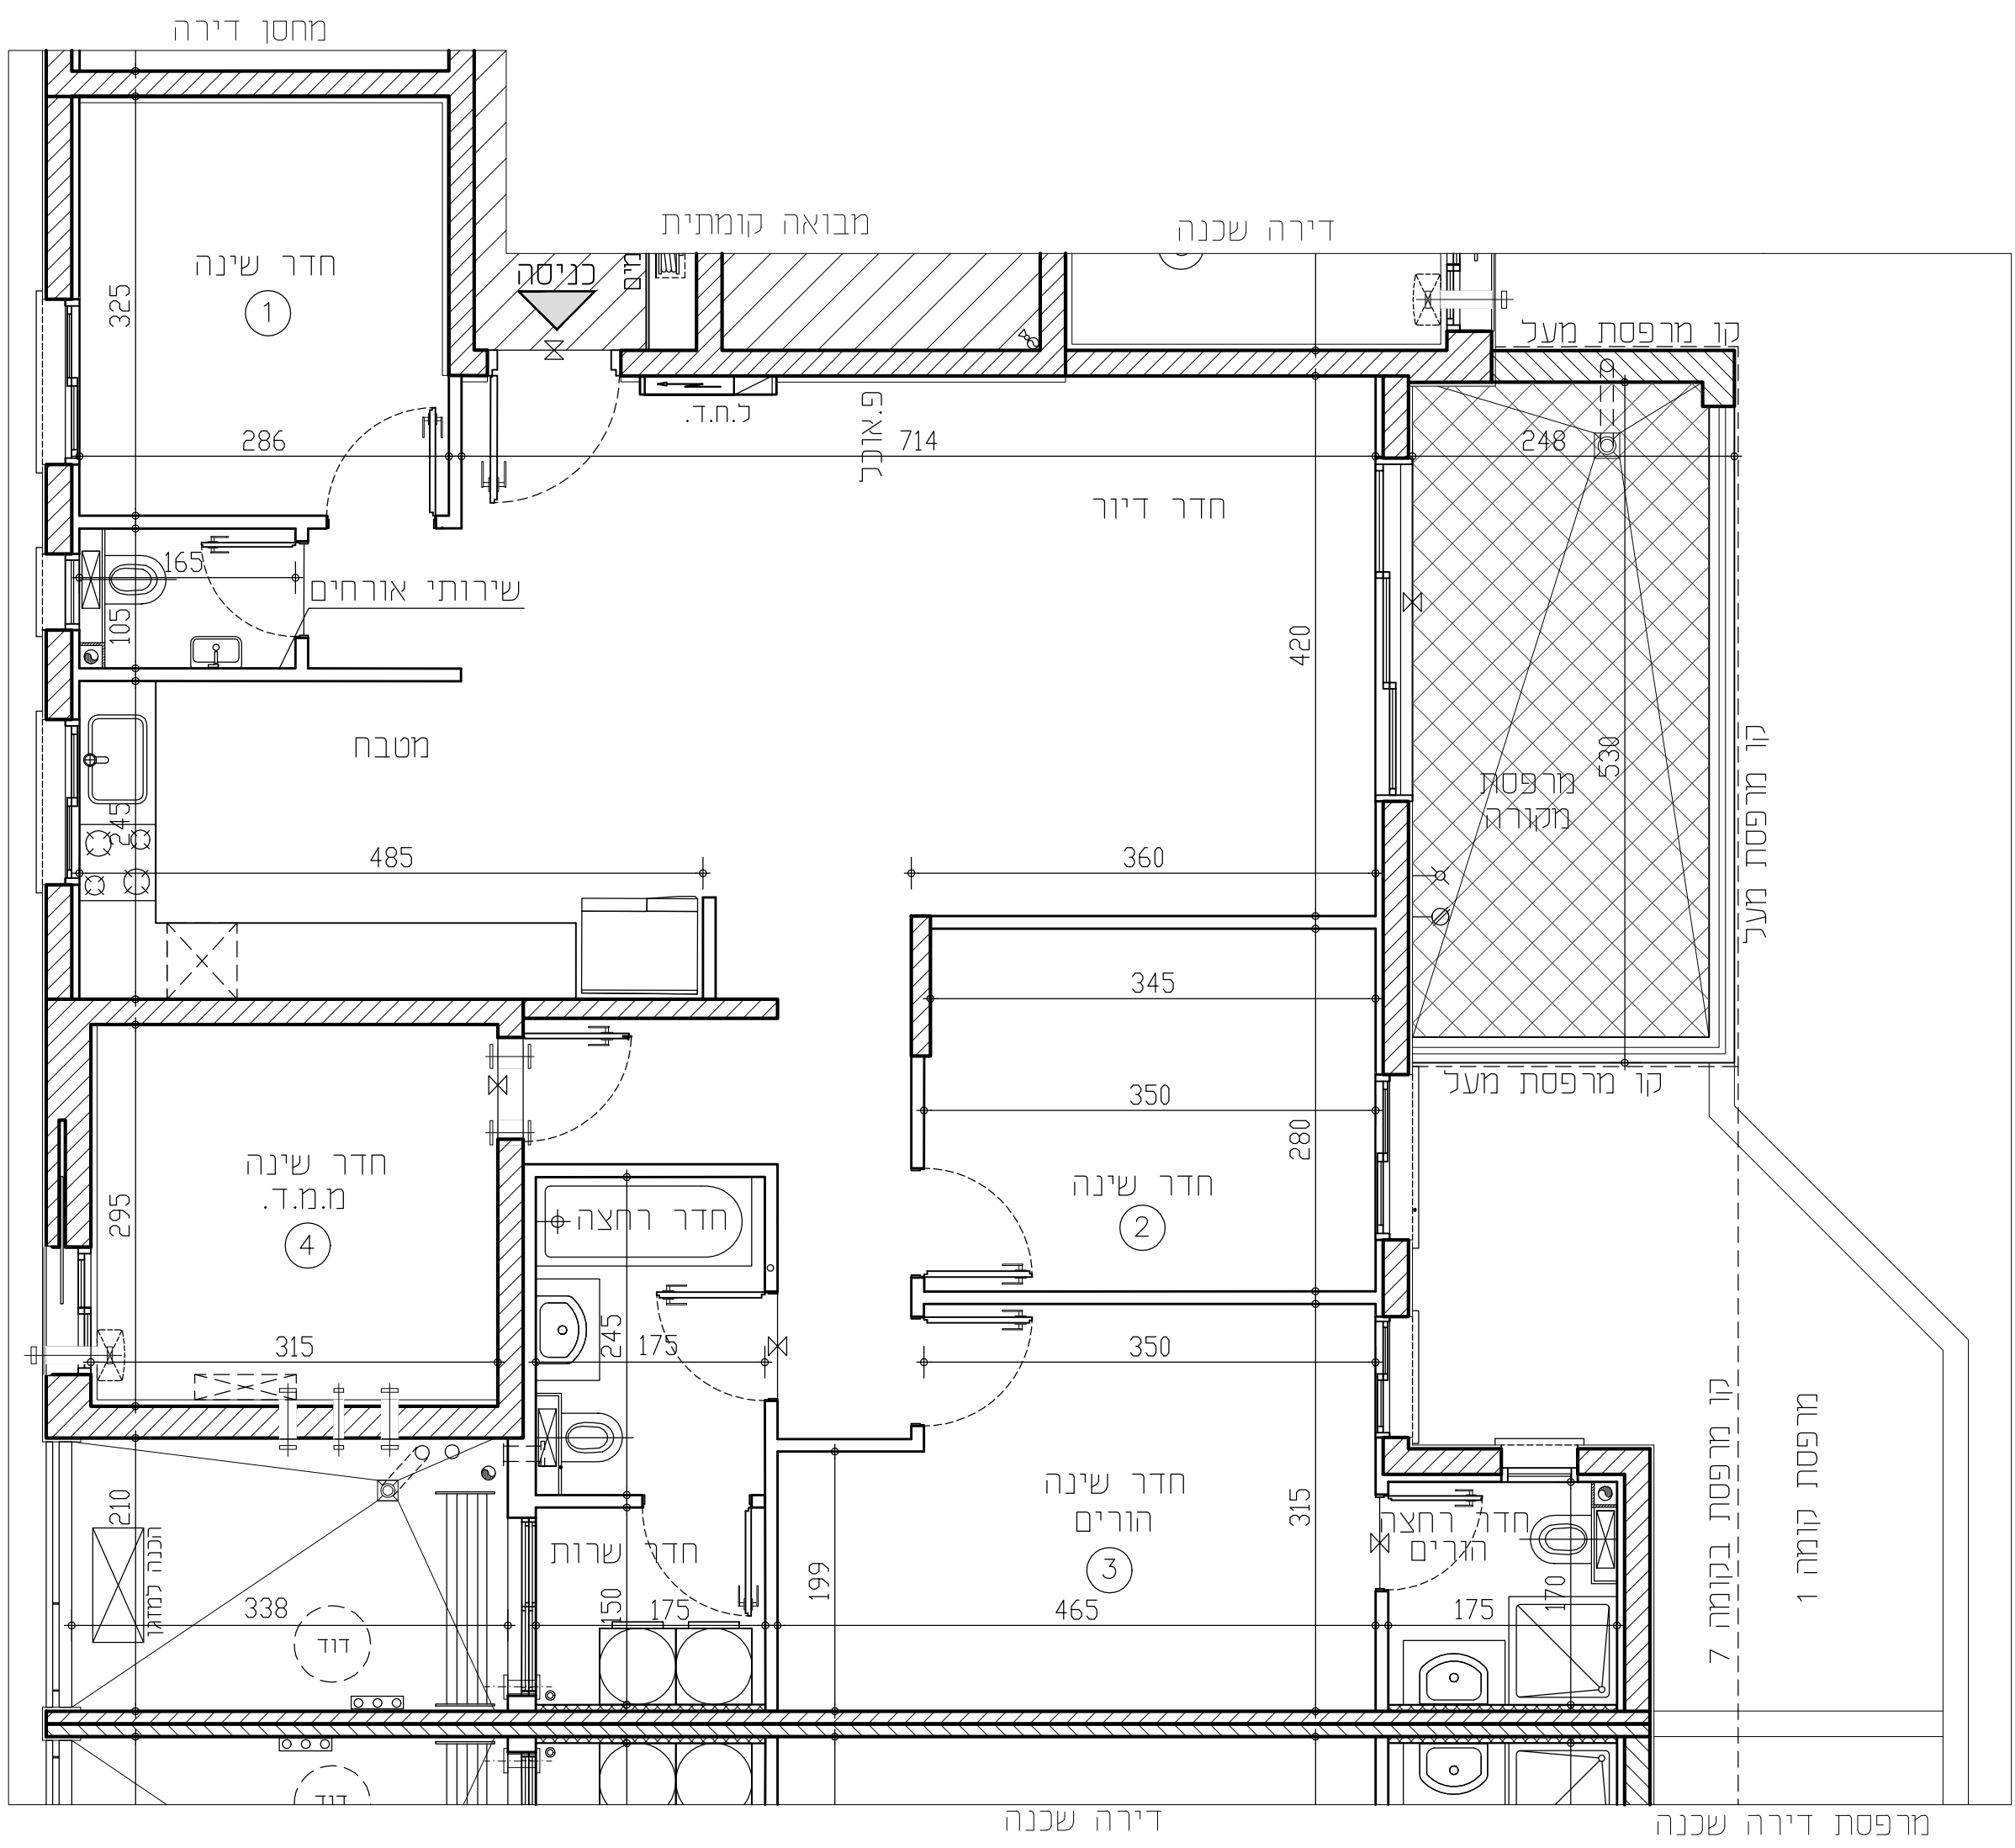 מחסן דירה
מבואה קומתית
דירה שכנה
כניסה
מים
קו מרפסת מעל
חדר שינה
1
325
ל.ח.ד.
פ.אוכל
286
714
248
חדר דיור
165
שירותי אורחים
105
420
מטבח
530
מרפסת
מקורה
קו מרפסת מעל
245
485
360
345
קו מרפסת מעל
350
280
חדר שינה
מ.מ.ד.
4
295
חדר שינה
2
חדר רחצה
315
245
175
350
קו מרפסת בקומה 7
מרפסת קומה 1
210
הכנה למזגן
חדר שינה
הורים
3
315
חדר רחצה
הורים
חדר שרות
199
170
338
150
175
465
175
דוד
דוד
דירה שכנה
מרפסת דירה שכנה